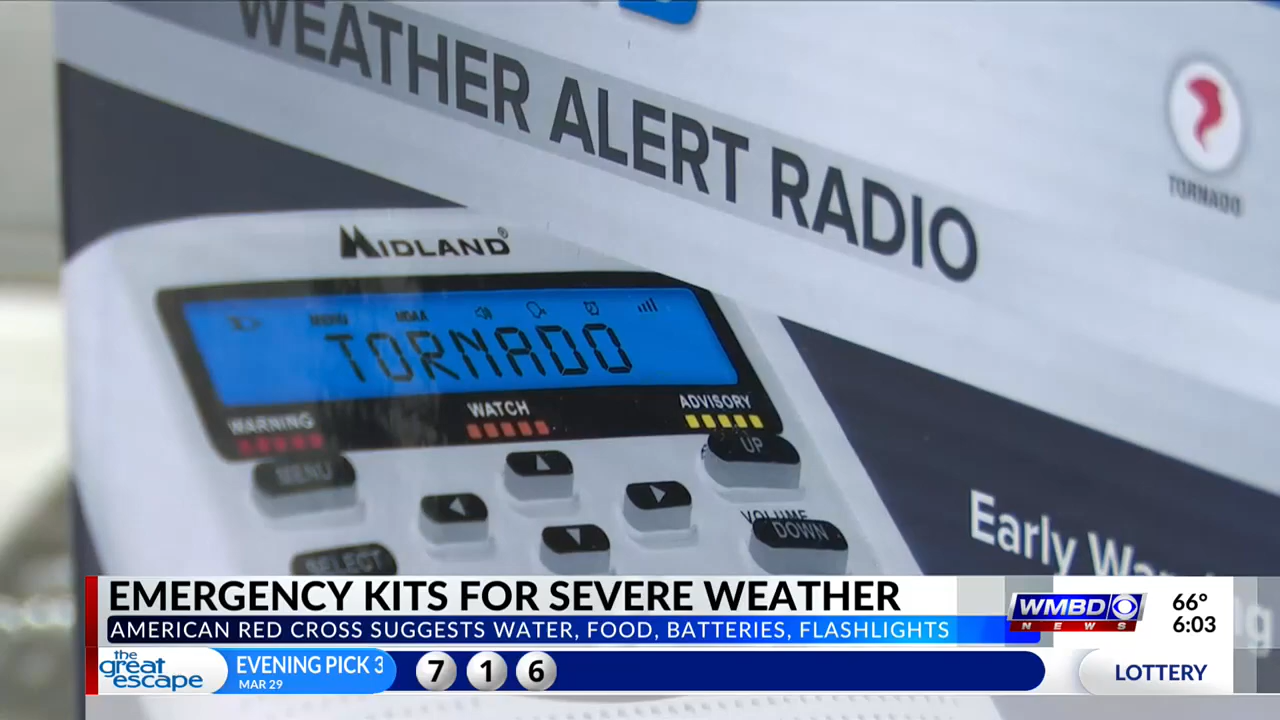 WEATHER ALERT RADIO
TORNADO
MIDLAND®
MENU NOAA
TORNADO
WARNING WATCH ADVISORY
MENU
UP
VOLUME
DOWN
SELECT
Early
EMERGENCY KITS FOR SEVERE WEATHER
AMERICAN RED CROSS SUGGESTS WATER, FOOD, BATTERIES, FLASHLIGHTS
WMBD
NEWS
66°
6:03
the
great
escape
EVENING PICK 3
MAR 29
7 1 6
LOTTERY